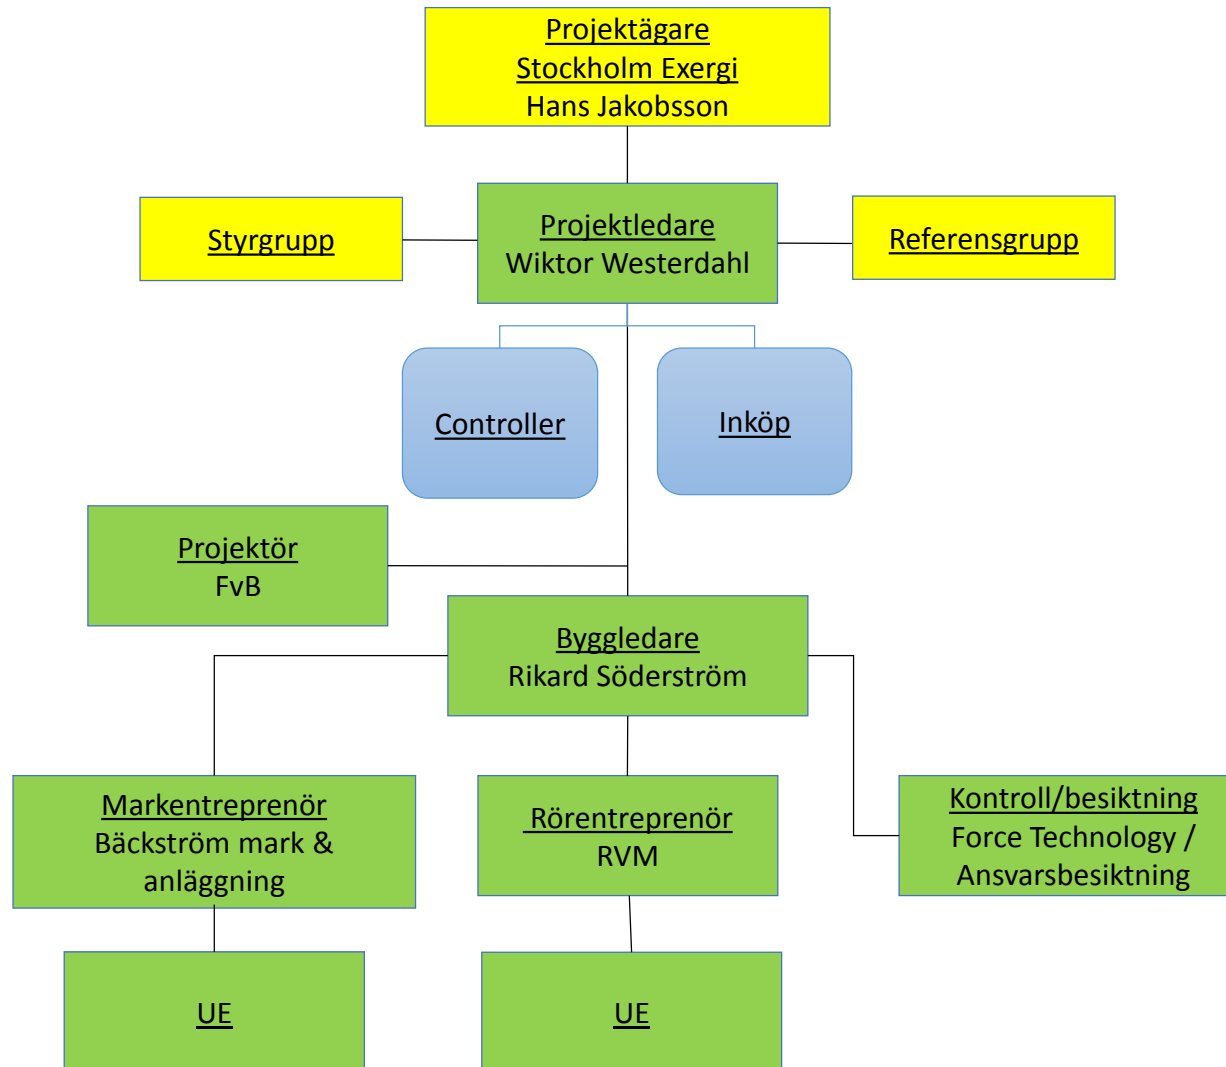 Projektägare
Stockholm Exergi
Hans Jakobsson
Styrgrupp
Projektledare
Wiktor Westerdahl
Referensgrupp
Controller
Inköp
Projektör
FvB
Byggledare
Rikard Söderström
Markentreprenör
Bäckström mark &
anläggning
Rörentreprenör
RVM
Kontroll/besiktning
Force Technology /
Ansvarsbesiktning
UE
UE